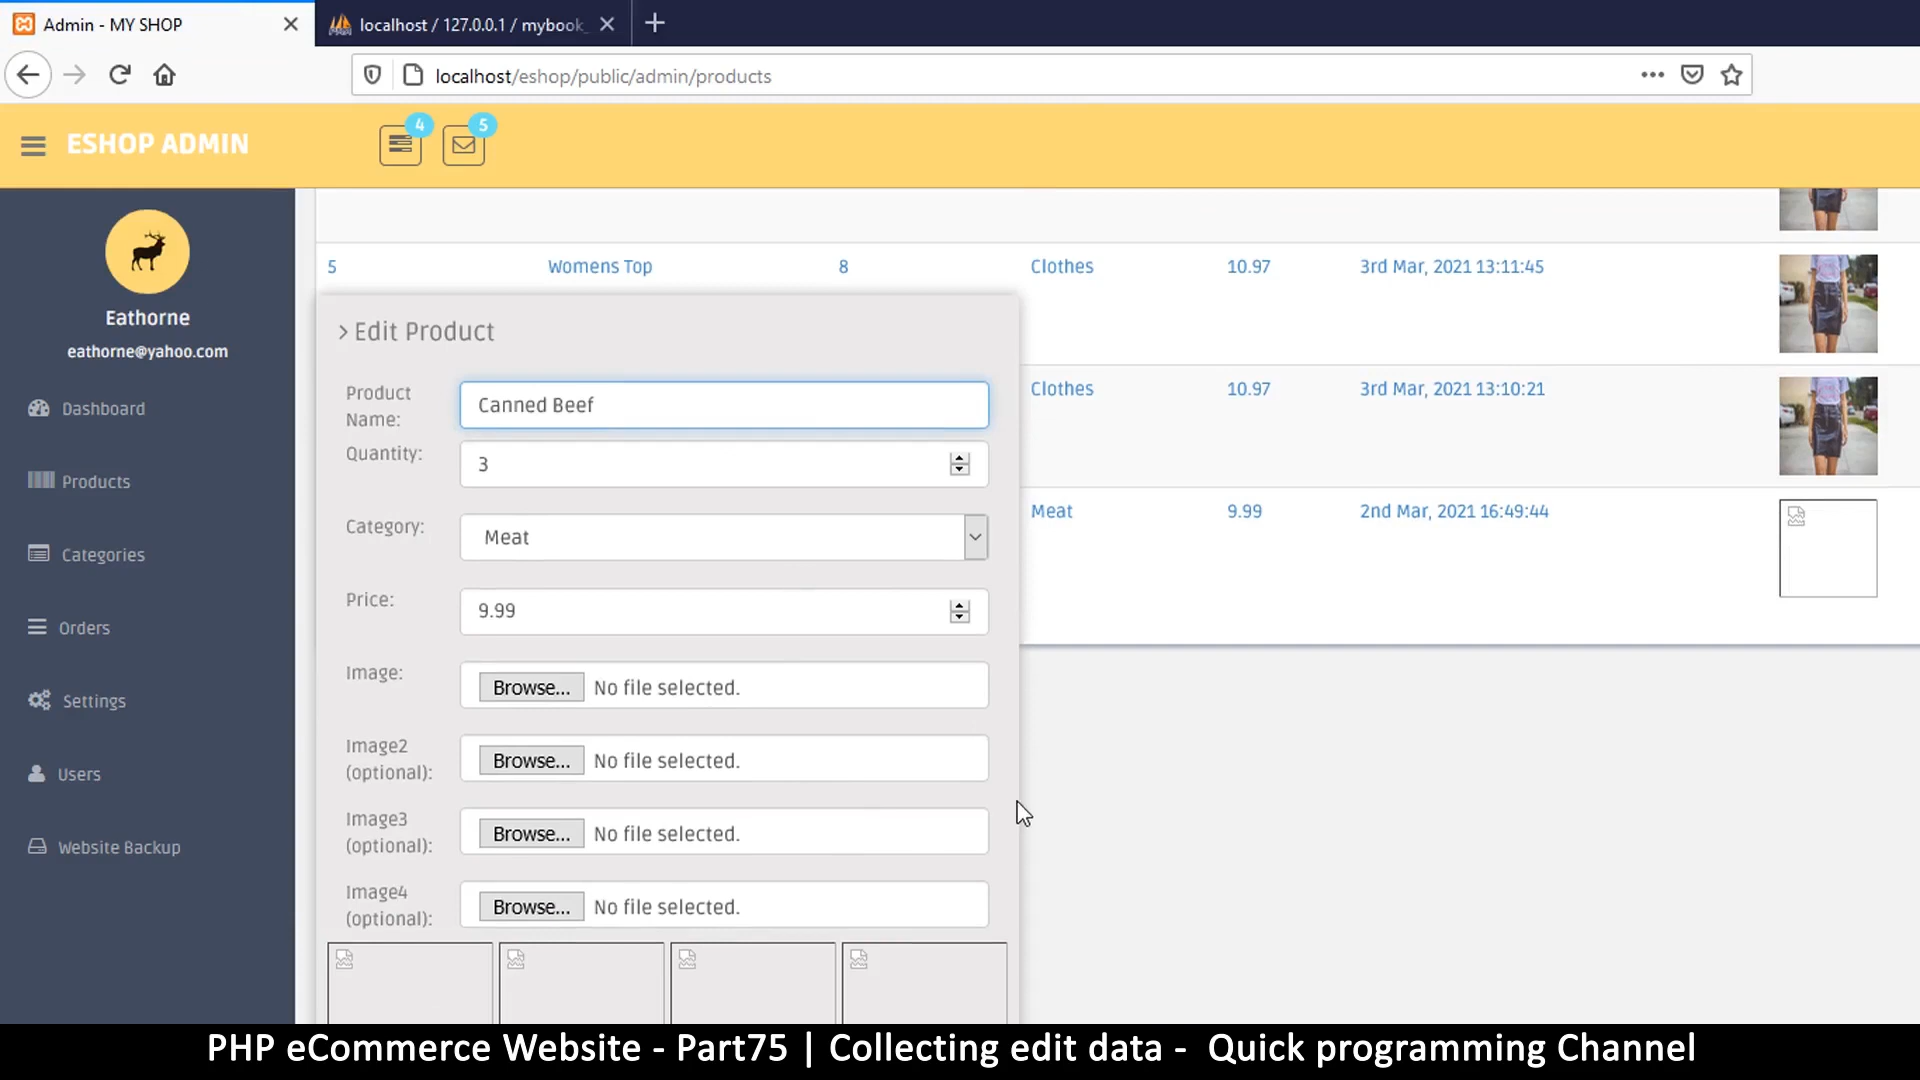 Admin - MY SHOP
localhost / 127.0.0.1 / mybook_
localhost/eshop/public/admin/products
ESHOP ADMIN
4
5
Eathorne
eathorne@yahoo.com
Dashboard
Products
Categories
Orders
Settings
Users
Website Backup
5 Womens Top 8 Clothes 10.97 3rd Mar, 2021 13:11:45
Clothes 10.97 3rd Mar, 2021 13:10:21
Meat 9.99 2nd Mar, 2021 16:49:44
> Edit Product
Product
Name:
Canned Beef
Quantity:
3
Category:
Meat
Price:
9.99
Image:
Browse... No file selected.
Image2
(optional):
Browse... No file selected.
Image3
(optional):
Browse... No file selected.
Image4
(optional):
Browse... No file selected.
PHP eCommerce Website - Part75 | Collecting edit data - Quick programming Channel